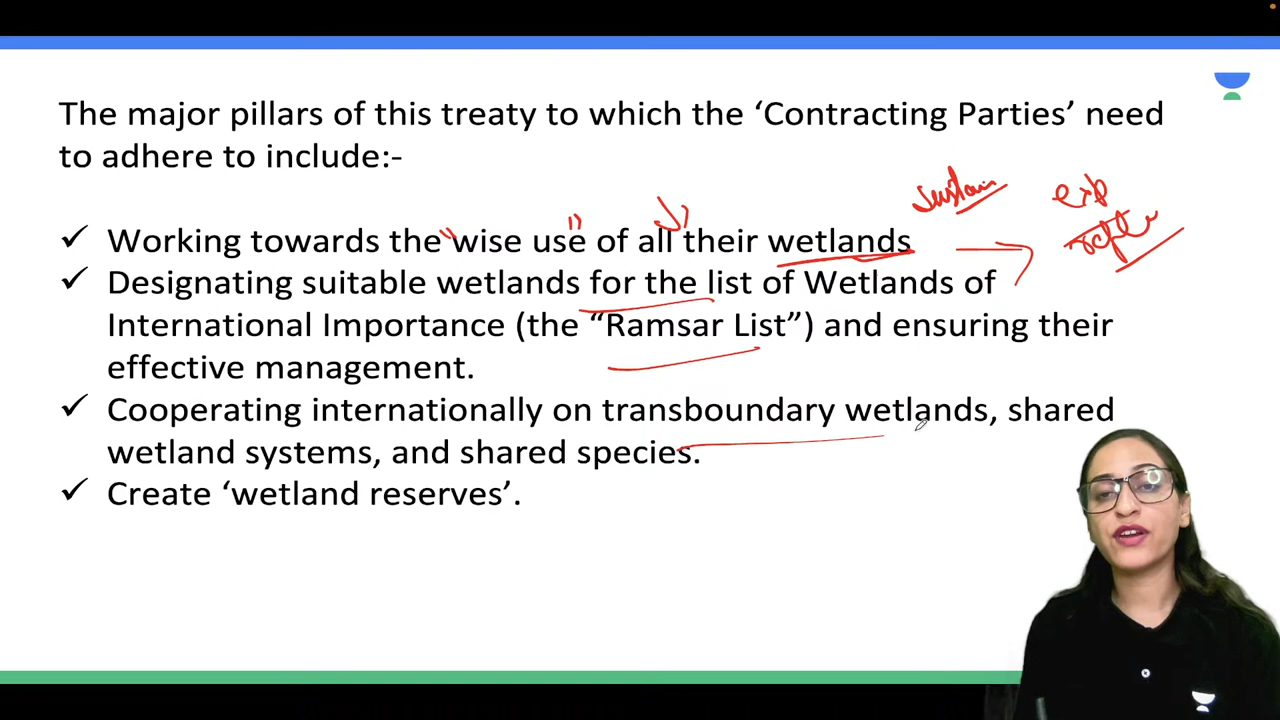 The major pillars of this treaty to which the ‘Contracting Parties’ need
to adhere to include:-
sustain
✓ Working towards the “wise use” of all their wetlands
✓ Designating suitable wetlands for the list of Wetlands of
International Importance (the “Ramsar List”) and ensuring their
effective management.
✓ Cooperating internationally on transboundary wetlands, shared
wetland systems, and shared species.
✓ Create ‘wetland reserves’.